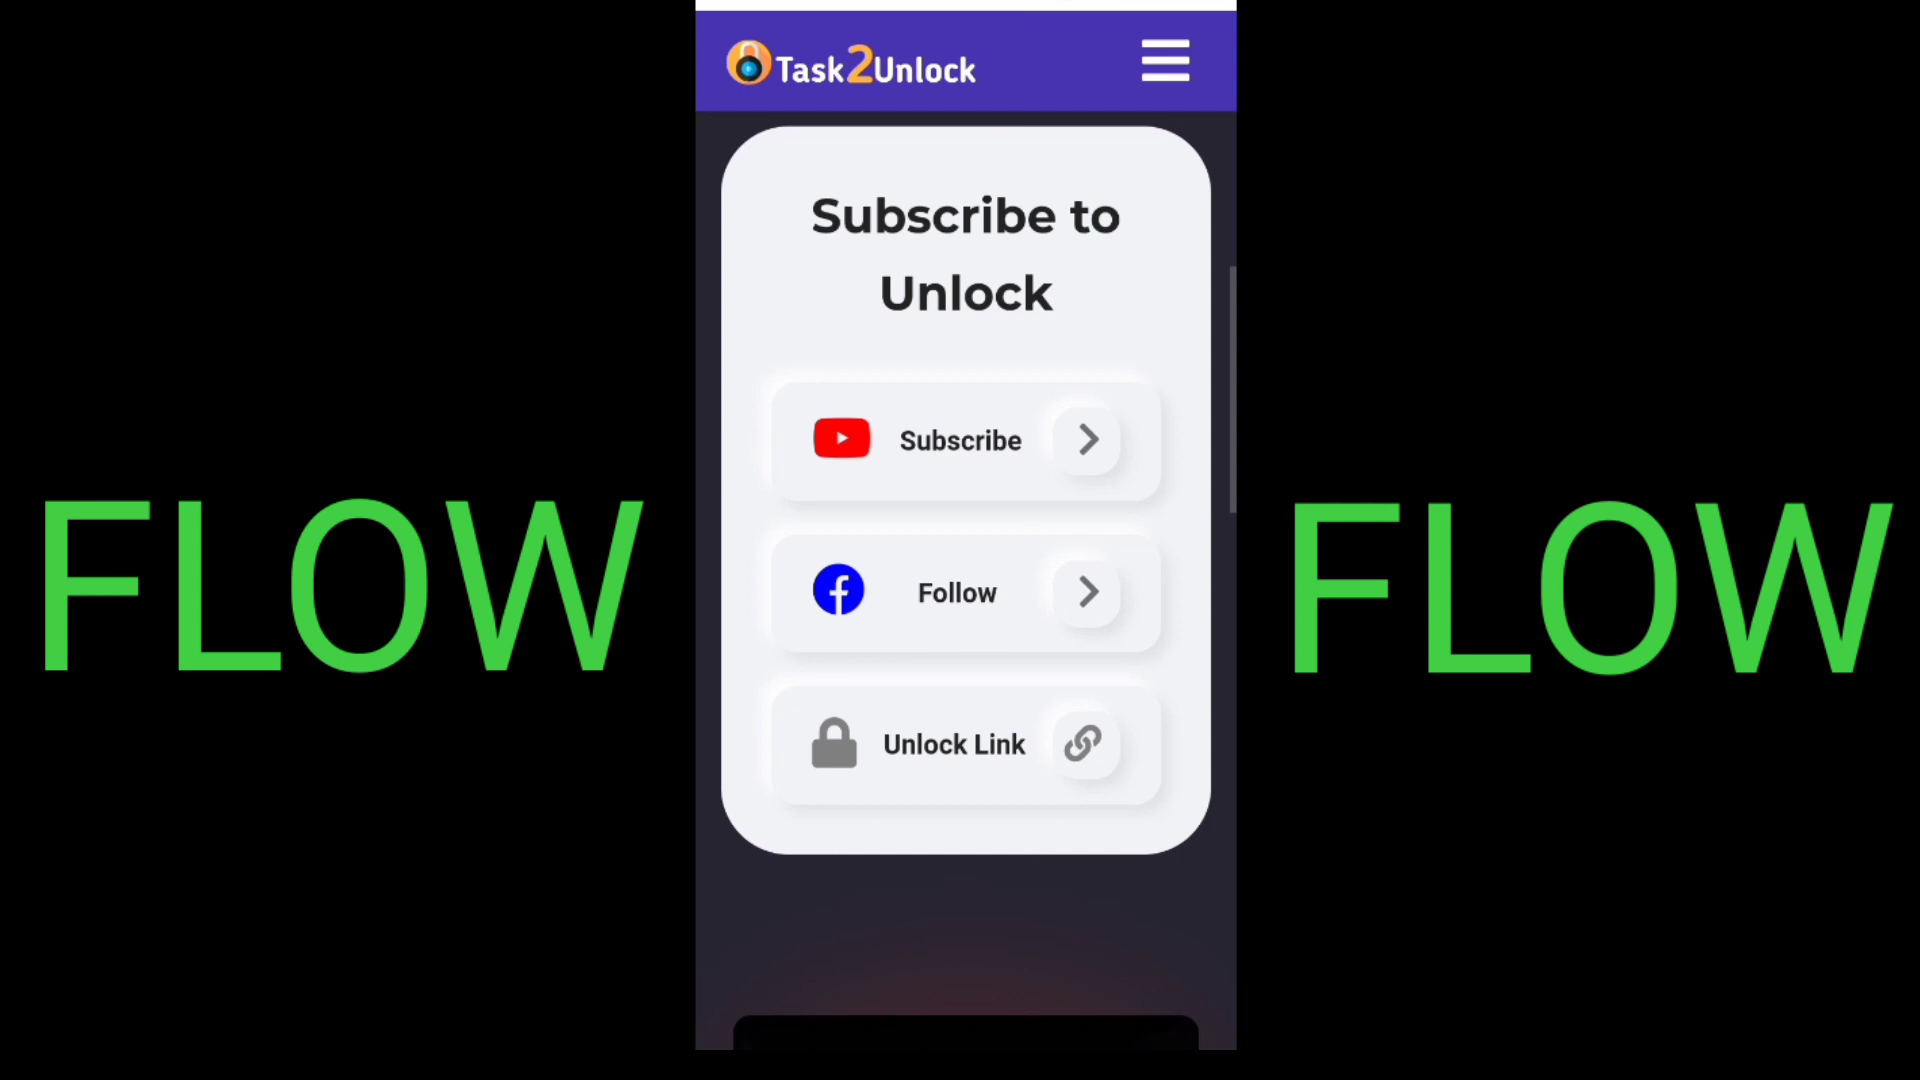 Task2Unlock
Subscribe to
Unlock
Subscribe
Follow
Unlock Link
FLOW
FLOW